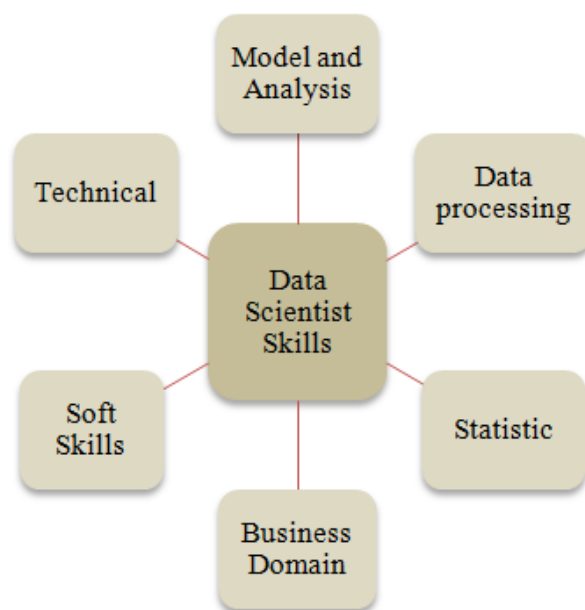 Model and
Analysis
Technical
Data
processing
Data
Scientist
Skills
Soft
Skills
Statistic
Business
Domain